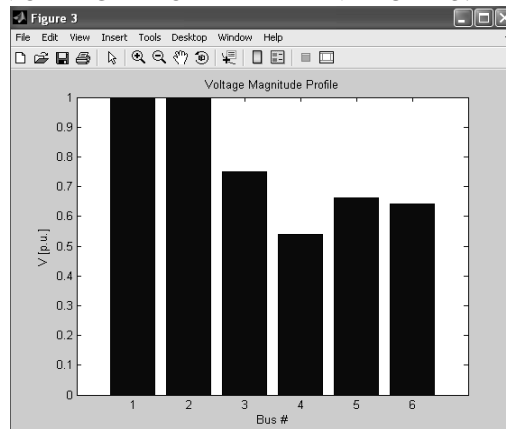 Figure 3
File Edit View Insert Tools Desktop Window Help
Voltage Magnitude Profile
1
0.9
0.8
0.7
0.6
0.5
0.4
0.3
0.2
0.1
0
V [p.u.]
1 2 3 4 5 6
Bus #